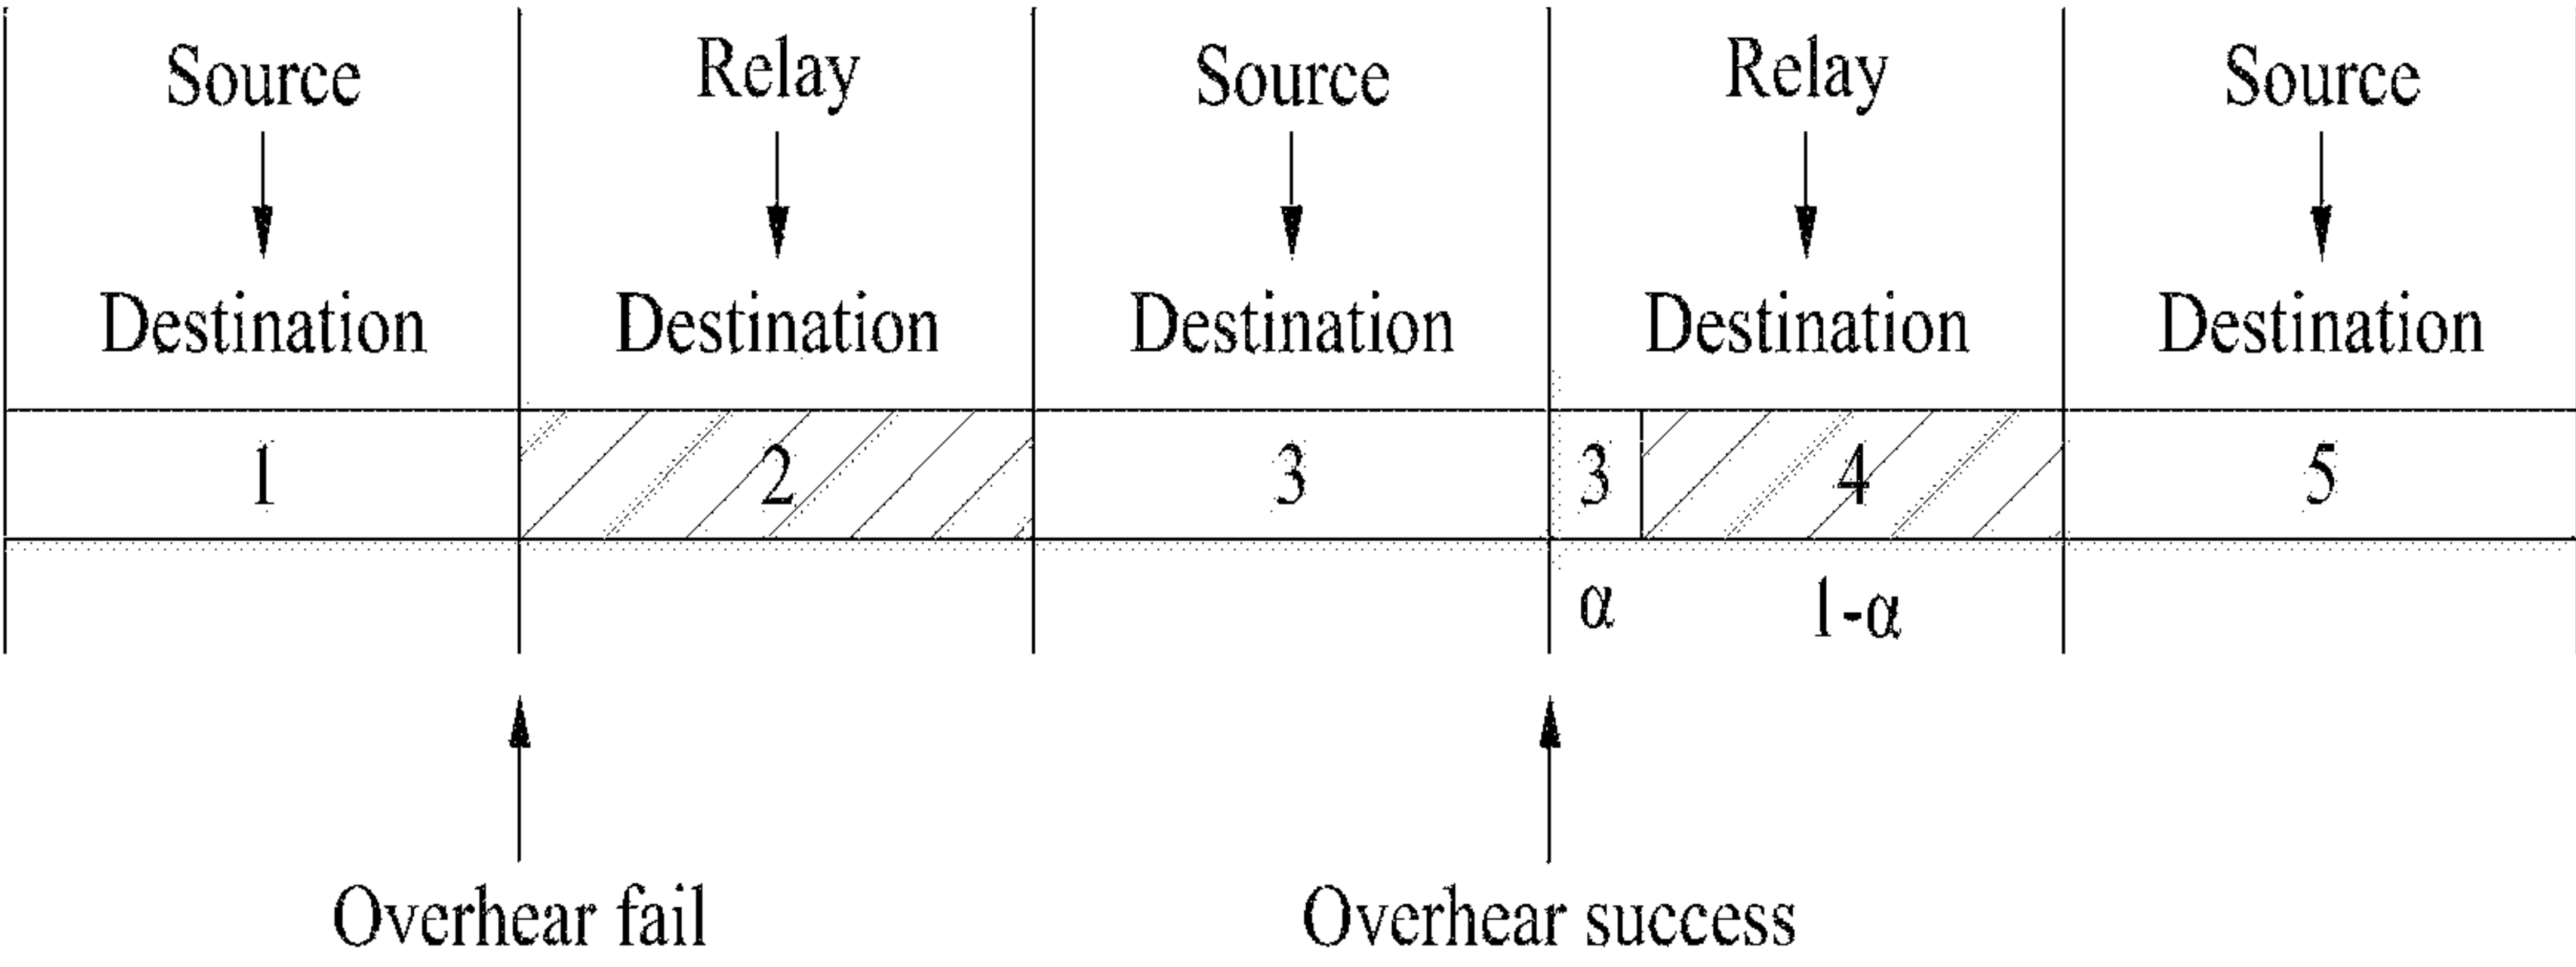 Source Relay Source Relay Source
Destination Destination Destination Destination Destination
1 2 3 3 4 5
α 1-α
Overhear fail Overhear success